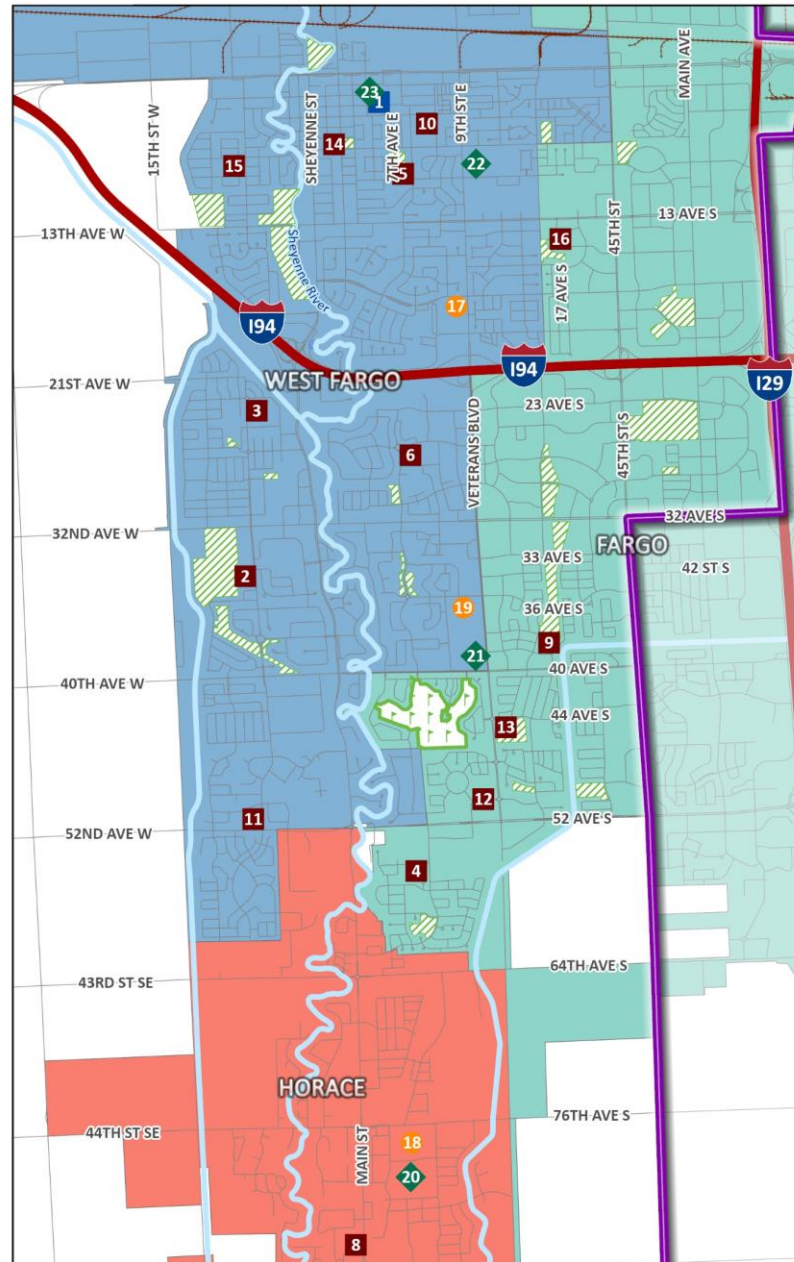 MAIN AVE
23
1
9TH ST E
10
15TH ST W
SHEYENNE ST
14
7TH AVE E
15
5
22
45TH ST
13 AVE S
13TH AVE W
16
17 AVE S
Sheyenne River
17
I94
I94
I29
21ST AVE W
WEST FARGO
3
VETERANS BLVD
23 AVE S
45TH ST S
6
32ND AVE W
32 AVE S
33 AVE S
FARGO
42 ST S
2
19
36 AVE S
9
21
40 AVE S
40TH AVE W
44 AVE S
13
12
11
52 AVE S
52ND AVE W
4
64TH AVE S
43RD ST SE
HORACE
76TH AVE S
44TH ST SE
MAIN ST
18
20
8